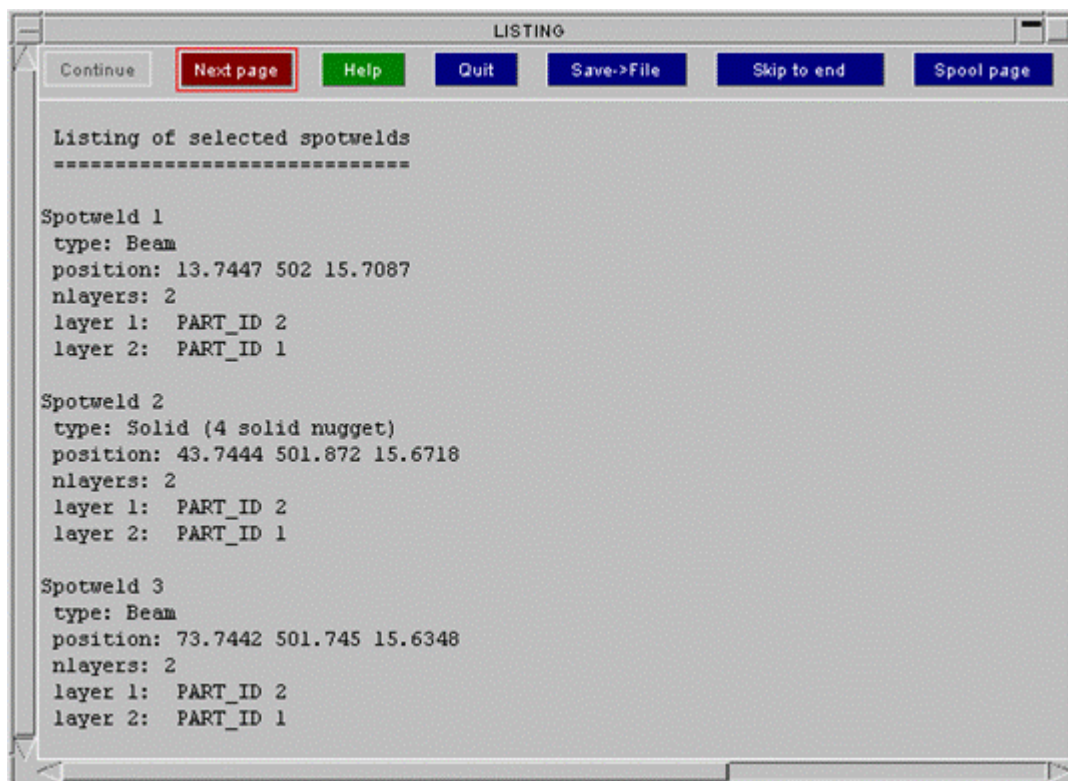 LISTING
Continue Next page Help Quit Save->File Skip to end Spool page
Listing of selected spotwelds
=============================
Spotweld 1
type: Beam
position: 13.7447 502 15.7087
nlayers: 2
layer 1: PART_ID 2
layer 2: PART_ID 1
Spotweld 2
type: Solid (4 solid nugget)
position: 43.7444 501.872 15.6718
nlayers: 2
layer 1: PART_ID 2
layer 2: PART_ID 1
Spotweld 3
type: Beam
position: 73.7442 501.745 15.6348
nlayers: 2
layer 1: PART_ID 2
layer 2: PART_ID 1